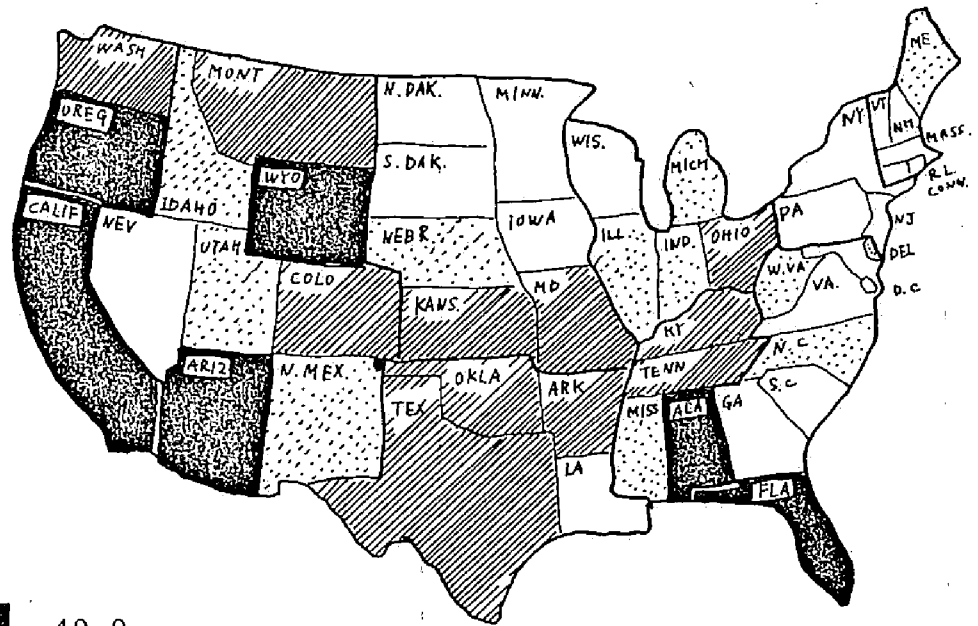 WASH
MONT
OREG
IDAHO
WYO
N. DAK.
S. DAK.
MINN.
WIS.
MICH
NY
VT
NH
ME
MASS.
R.I.
CONN.
CALIF
NEV
UTAH
COLO
NEBR.
IOWA
ILL.
IND.
OHIO
PA
NJ
DEL
D.C
W.VA
VA.
KANS.
MO
KY
N.C
TENN
S.C
ARIZ
N.MEX.
OKLA
TEX
ARK
MISS
ALA
GA
LA
FLA